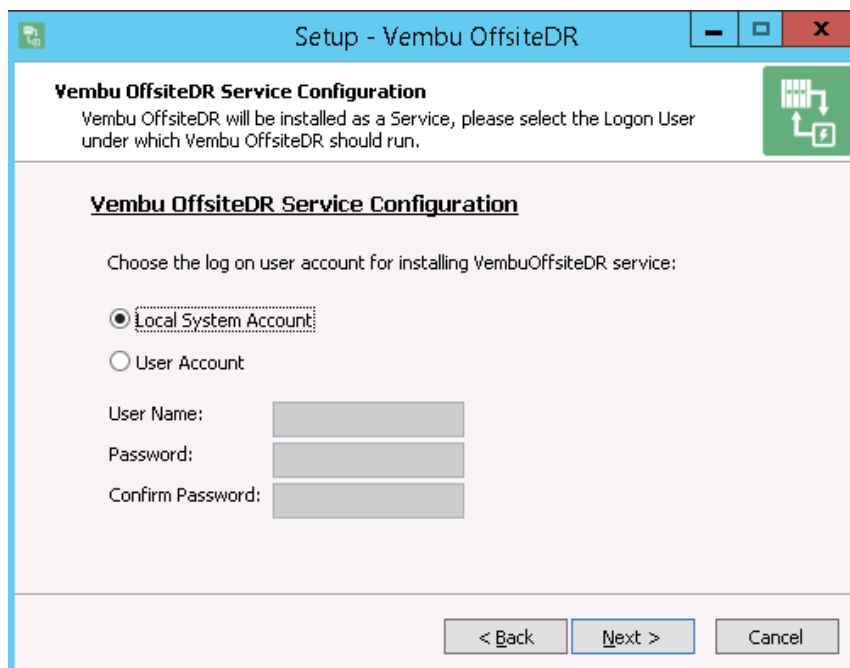 Setup - Vembu OffsiteDR
Vembu OffsiteDR Service Configuration
Vembu OffsiteDR will be installed as a Service, please select the Logon User
under which Vembu OffsiteDR should run.
Vembu OffsiteDR Service Configuration
Choose the log on user account for installing VembuOffsiteDR service:
Local System Account
User Account
User Name:
Password:
Confirm Password:
< Back Next > Cancel